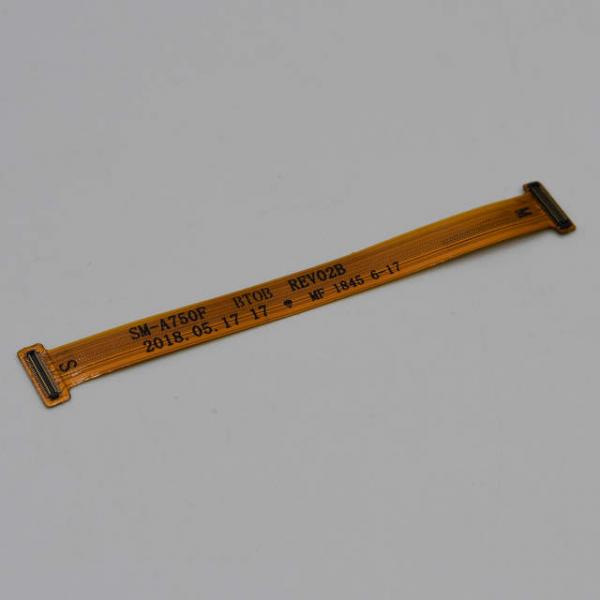 SM-A750F BTOB REV02B
2018.05.17 17 MF 1845 6-17
S
M